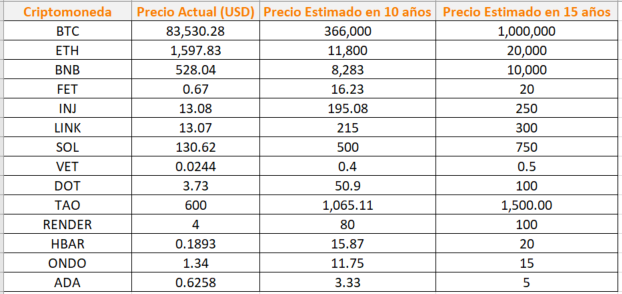 Criptomoneda Precio Actual (USD) Precio Estimado en 10 años Precio Estimado en 15 años
BTC 83,530.28 366,000 1,000,000
ETH 1,597.83 11,800 20,000
BNB 528.04 8,283 10,000
FET 0.67 16.23 20
INJ 13.08 195.08 250
LINK 13.07 215 300
SOL 130.62 500 750
VET 0.0244 0.4 0.5
DOT 3.73 50.9 100
TAO 600 1,065.11 1,500.00
RENDER 4 80 100
HBAR 0.1893 15.87 20
ONDO 1.34 11.75 15
ADA 0.6258 3.33 5